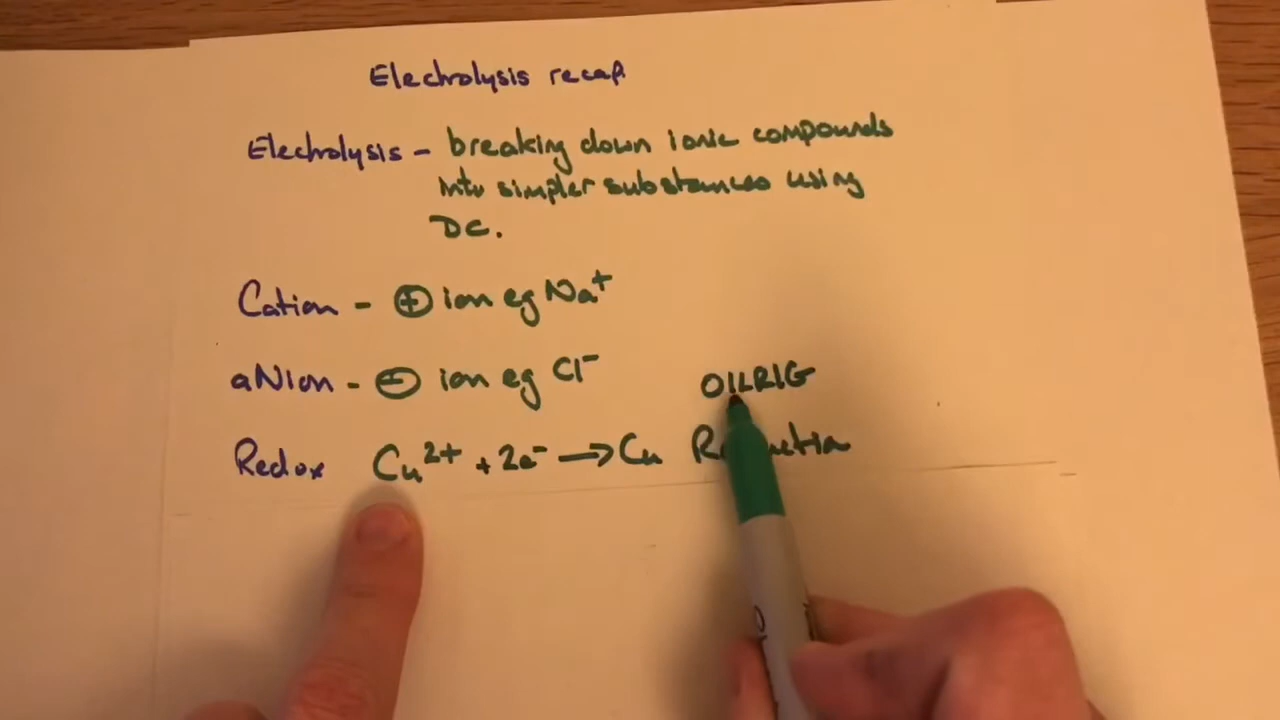 Electrolysis recap
Electrolysis - breaking down ionic compounds
into simpler substances using
DC.
Cation - ⊕ ion eg Na⁺
aNion - ⊖ ion eg Cl⁻
OILRIG
Redox Cu²⁺ + 2e⁻ → Cu